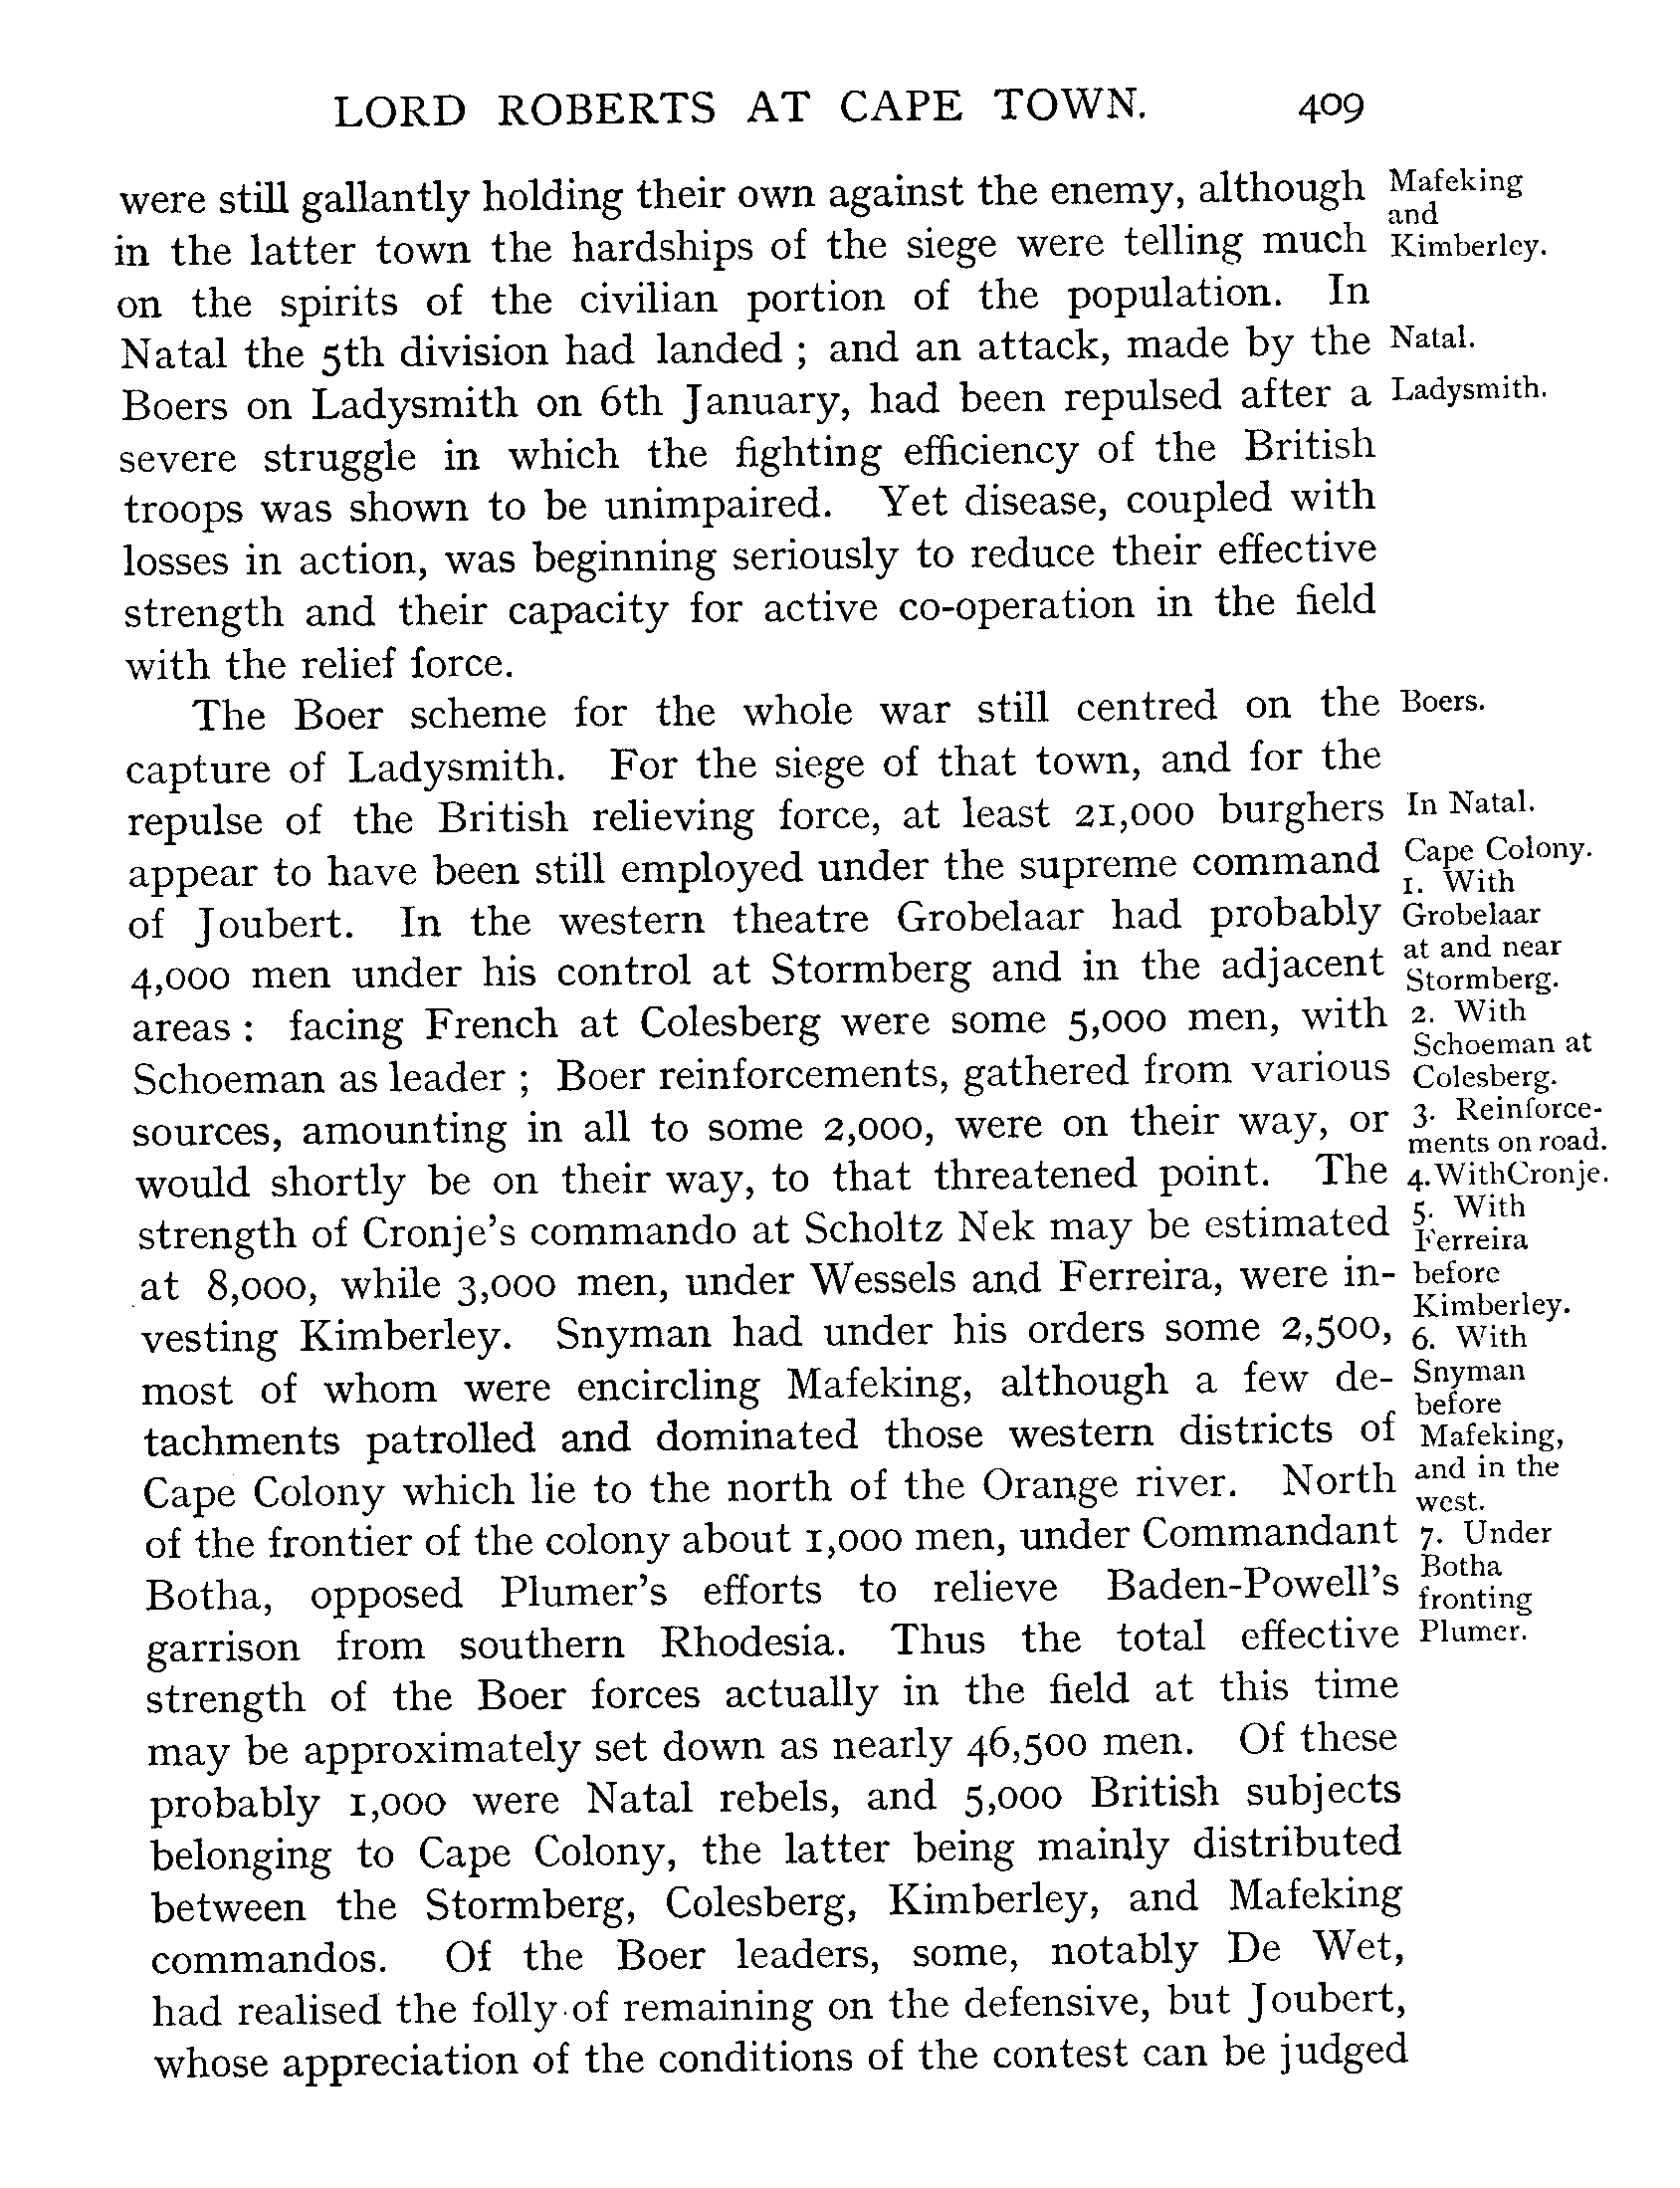 LORD ROBERTS AT CAPE TOWN. 409
were still gallantly holding their own against the enemy, although
in the latter town the hardships of the siege were telling much
on the spirits of the civilian portion of the population. In
Natal the 5th division had landed ; and an attack, made by the
Boers on Ladysmith on 6th January, had been repulsed after a
severe struggle in which the fighting efficiency of the British
troops was shown to be unimpaired. Yet disease, coupled with
losses in action, was beginning seriously to reduce their effective
strength and their capacity for active co-operation in the field
with the relief force.
The Boer scheme for the whole war still centred on the
capture of Ladysmith. For the siege of that town, and for the
repulse of the British relieving force, at least 21,000 burghers
appear to have been still employed under the supreme command
of Joubert. In the western theatre Grobelaar had probably
4,000 men under his control at Stormberg and in the adjacent
areas : facing French at Colesberg were some 5,000 men, with
Schoeman as leader ; Boer reinforcements, gathered from various
sources, amounting in all to some 2,000, were on their way, or
would shortly be on their way, to that threatened point. The
strength of Cronje's commando at Scholtz Nek may be estimated
at 8,000, while 3,000 men, under Wessels and Ferreira, were in-
vesting Kimberley. Snyman had under his orders some 2,500,
most of whom were encircling Mafeking, although a few de-
tachments patrolled and dominated those western districts of
Cape Colony which lie to the north of the Orange river. North
of the frontier of the colony about 1,000 men, under Commandant
Botha, opposed Plumer's efforts to relieve Baden-Powell's
garrison from southern Rhodesia. Thus the total effective
strength of the Boer forces actually in the field at this time
may be approximately set down as nearly 46,500 men. Of these
probably 1,000 were Natal rebels, and 5,000 British subjects
belonging to Cape Colony, the latter being mainly distributed
between the Stormberg, Colesberg, Kimberley, and Mafeking
commandos. Of the Boer leaders, some, notably De Wet,
had realised the folly of remaining on the defensive, but Joubert,
whose appreciation of the conditions of the contest can be judged
Mafeking
and
Kimberley.
Natal.
Ladysmith.
Boers.
In Natal.
Cape Colony.
1. With
Grobelaar
at and near
Stormberg.
2. With
Schoeman at
Colesberg.
3. Reinforce-
ments on road.
4. With Cronje.
5. With
Ferreira
before
Kimberley.
6. With
Snyman
before
Mafeking,
and in the
west.
7. Under
Botha
fronting
Plumer.